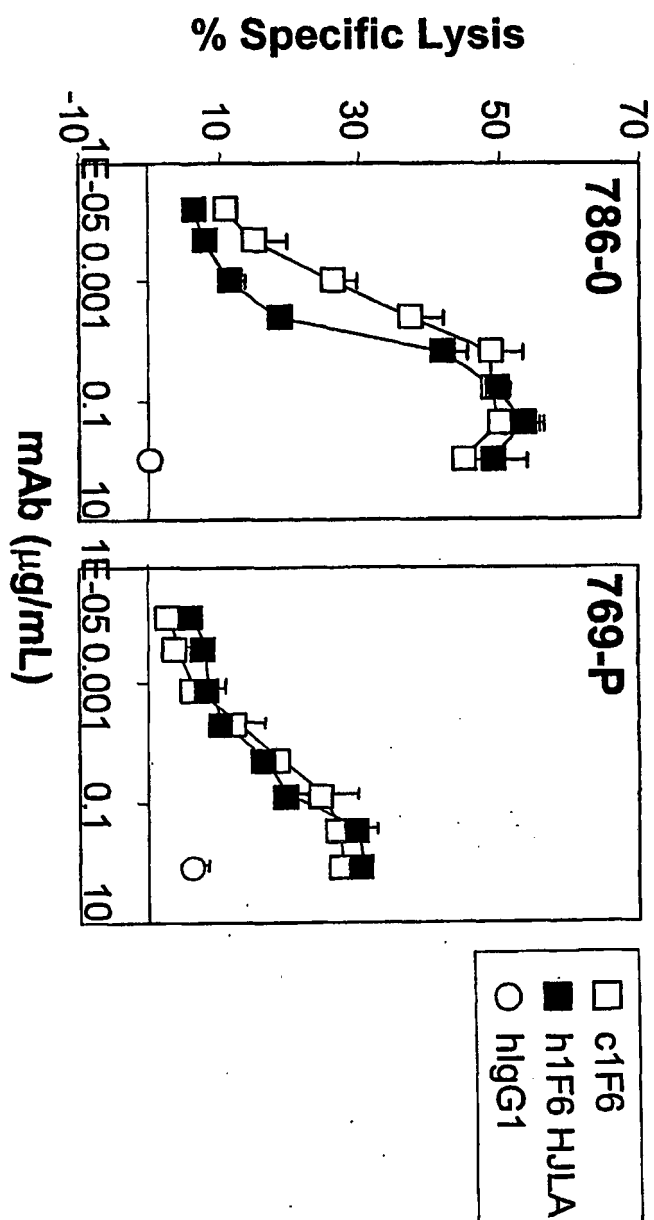 % Specific Lysis
70
50
30
10
-10
786-0
1E-05 0.001 0.1 10
769-P
1E-05 0.001 0.1 10
mAb (μg/mL)
c1F6
h1F6 HJLA
hIgG1